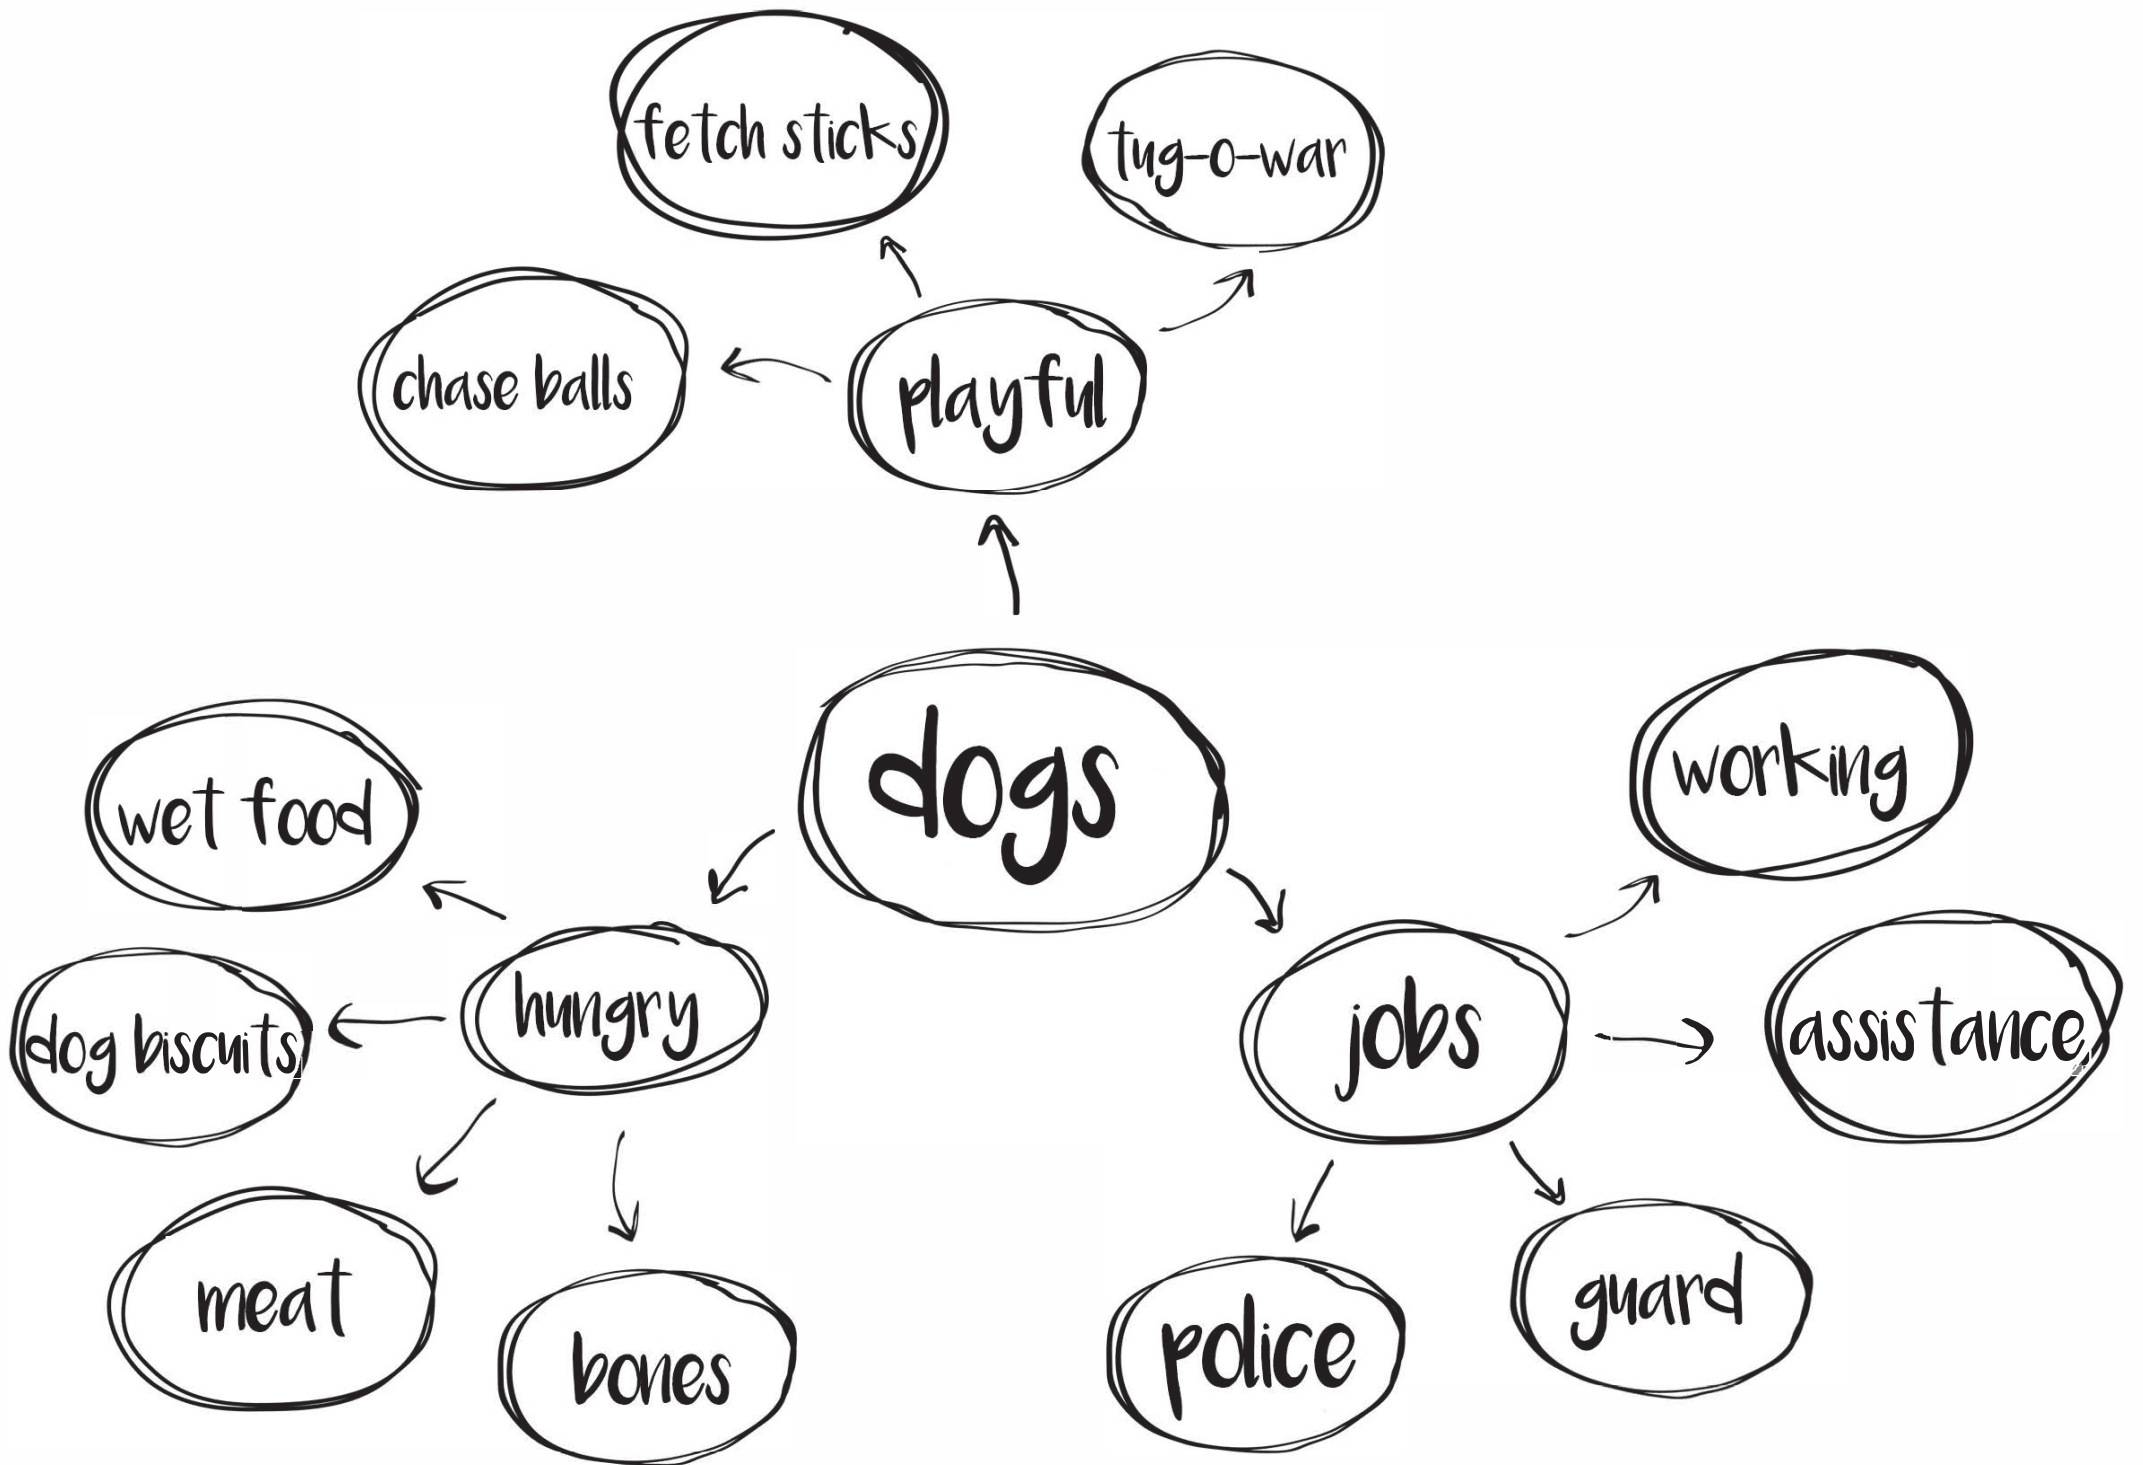 fetch sticks
tug-o-war
chase balls
playful
dogs
working
wet food
hungry
jobs
assistance
dog biscuits
meat
bones
police
guard